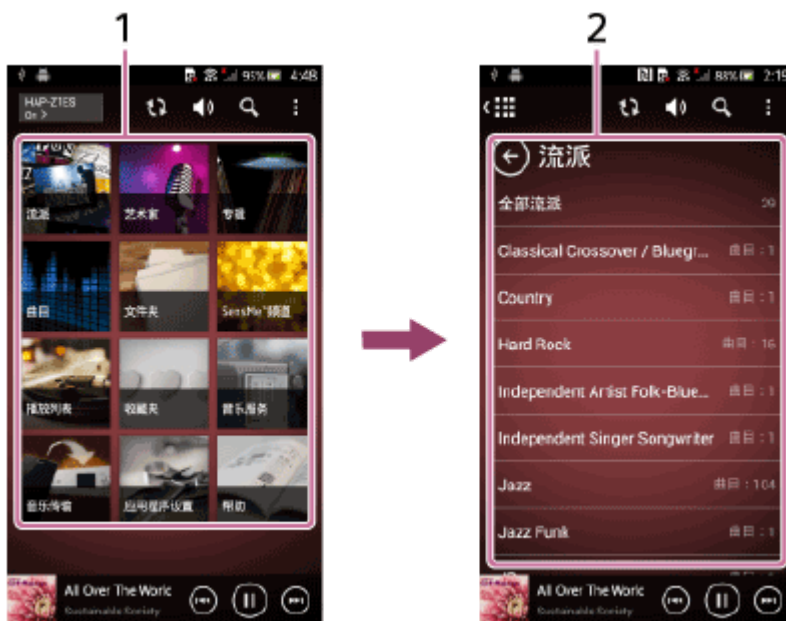 1
95% 4:48
HAP-Z1ES
On >
流派
艺术家
专辑
曲目
文件夹
SensMe™频道
播放列表
收藏夹
音乐服务
音乐传输
应用程序设置
帮助
All Over The World
Sustainable Society
2
88% 2:19
流派
全部流派 29
Classical Crossover / Bluegr... 曲目：1
Country 曲目：1
Hard Rock 曲目：16
Independent Artist Folk-Blue... 曲目：1
Independent Singer Songwriter 曲目：1
Jazz 曲目：104
Jazz Funk 曲目：1
All Over The World
Sustainable Society